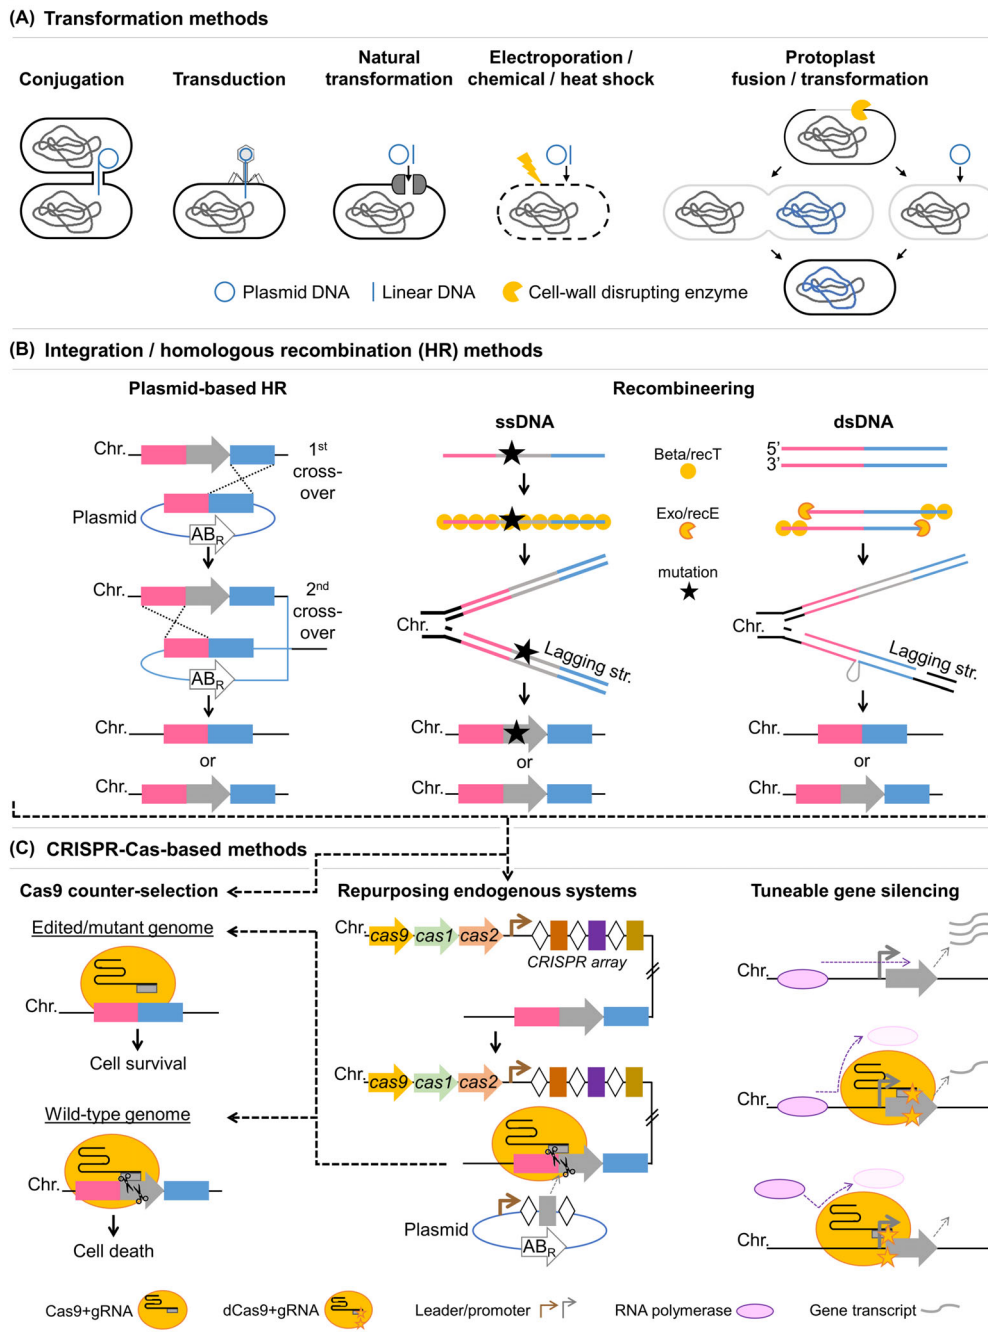 (A) Transformation methods
Conjugation
Transduction
Natural
transformation
Electroporation /
chemical / heat shock
Protoplast
fusion / transformation
Plasmid DNA
Linear DNA
Cell-wall disrupting enzyme
(B) Integration / homologous recombination (HR) methods
Plasmid-based HR
Recombineering
ssDNA
dsDNA
Chr.
1st
cross-
over
Plasmid
ABR
Chr.
2nd
cross-
over
ABR
Chr.
or
Chr.
Beta/recT
Exo/recE
mutation
Chr.
Lagging str.
Chr.
or
Chr.
5'
3'
Chr.
Lagging str.
Chr.
or
Chr.
(C) CRISPR-Cas-based methods
Cas9 counter-selection
Edited/mutant genome
Chr.
Cell survival
Wild-type genome
Chr.
Cell death
Repurposing endogenous systems
Chr.
cas9 cas1 cas2
CRISPR array
Chr.
cas9 cas1 cas2
Plasmid
ABR
Tuneable gene silencing
Chr.
Chr.
Chr.
Cas9+gRNA
dCas9+gRNA
Leader/promoter
RNA polymerase
Gene transcript